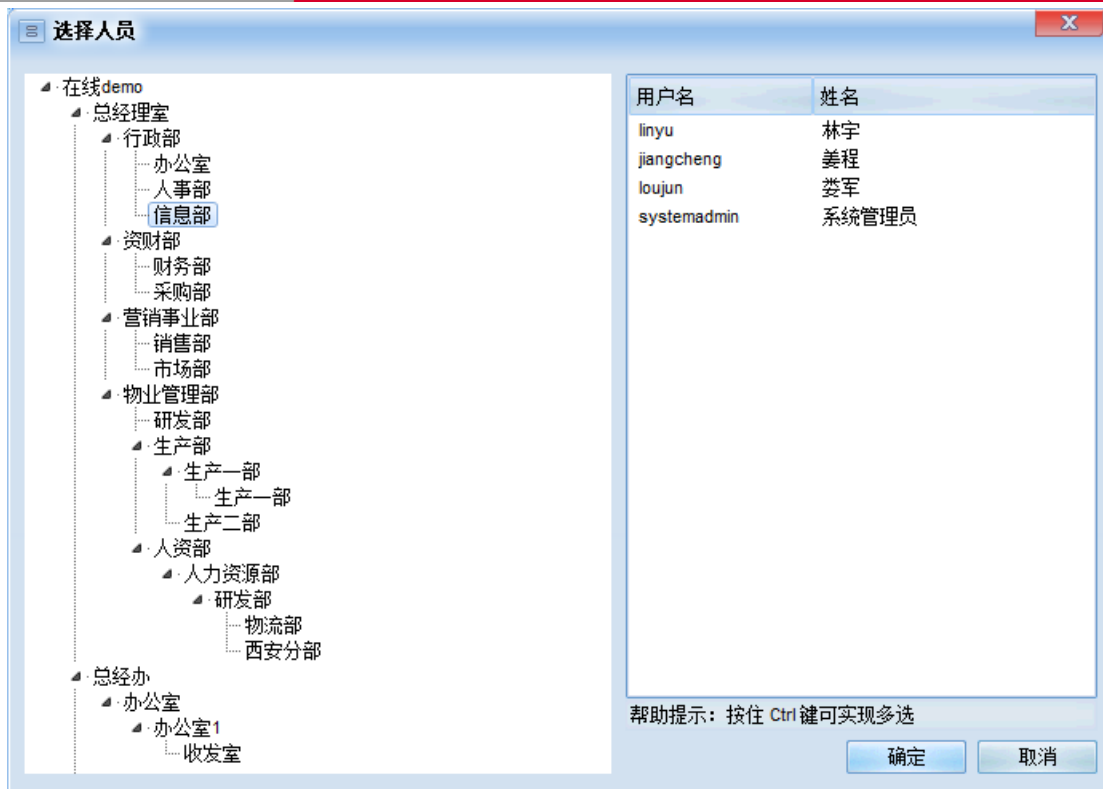 选择人员
在线demo
总经理室
行政部
办公室
人事部
信息部
资财部
财务部
采购部
营销事业部
销售部
市场部
物业管理部
研发部
生产部
生产一部
生产一部
生产二部
人资部
人力资源部
研发部
物流部
西安分部
总经办
办公室
办公室1
收发室
用户名 姓名
linyu 林宇
jiangcheng 姜程
loujun 娄军
systemadmin 系统管理员
帮助提示：按住 Ctrl 键可实现多选
确定 取消